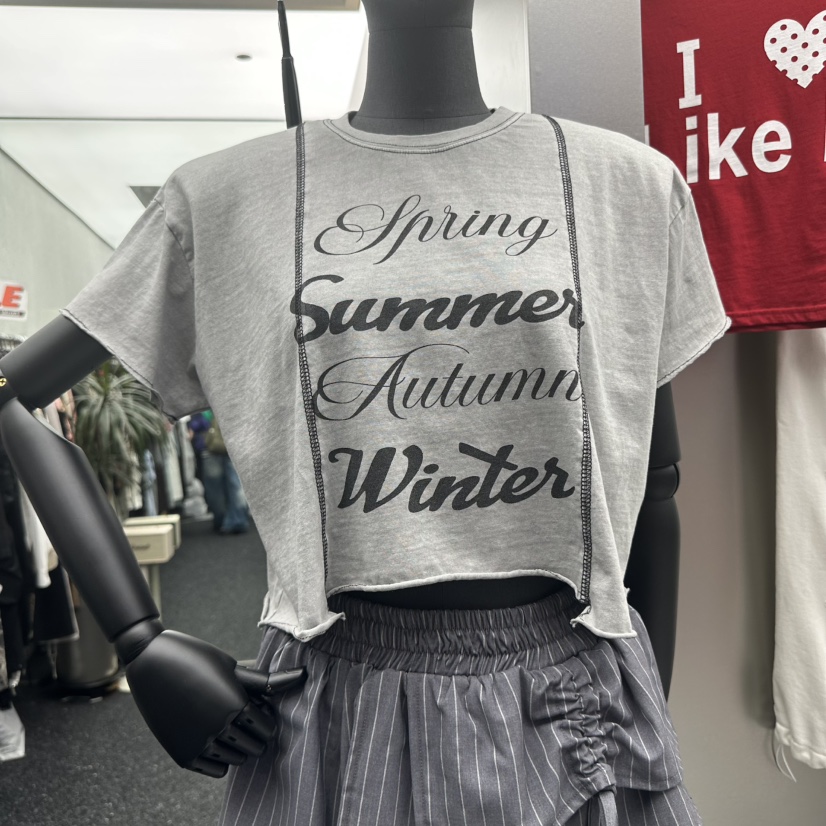 Spring
Summer
Autumn
Winter
I
like